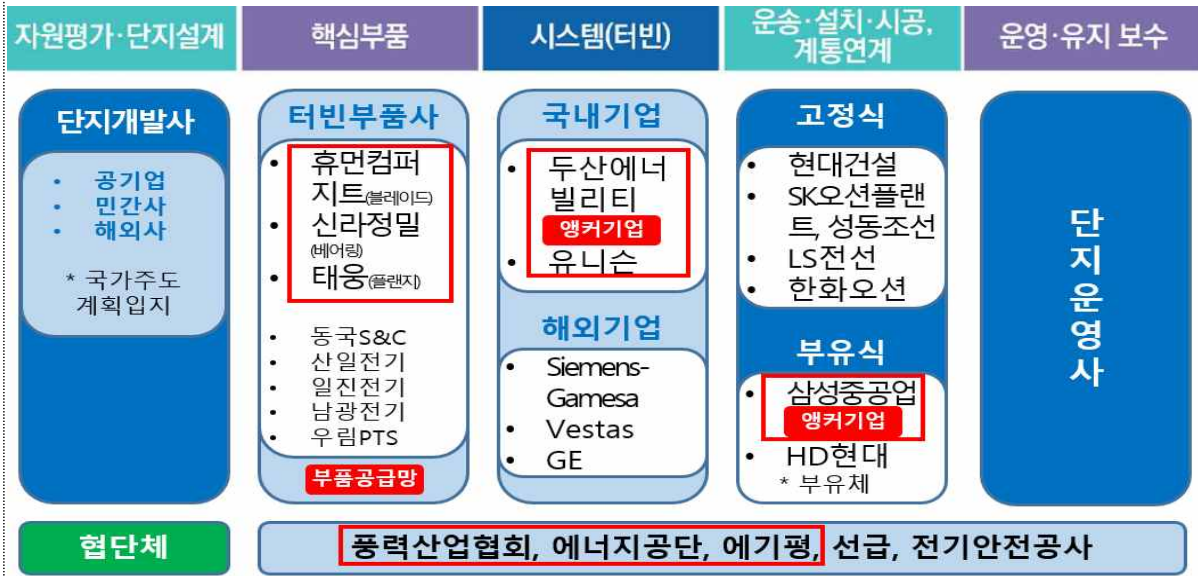 자원평가·단지설계
핵심부품
시스템(터빈)
운송·설치·시공,
계통연계
운영·유지 보수
단지개발사
• 공기업
• 민간사
• 해외사
* 국가주도
계획입지
터빈부품사
• 휴먼컴퍼
지트(블레이드)
• 신라정밀
(베어링)
• 태웅(플랜지)
• 동국S&C
• 산일전기
• 일진전기
• 남광전기
• 우림PTS
부품공급망
국내기업
• 두산에너
빌리티
앵커기업
• 유니슨
해외기업
• Siemens-
Gamesa
• Vestas
• GE
고정식
• 현대건설
• SK오션플랜
트, 성동조선
• LS전선
• 한화오션
부유식
• 삼성중공업
앵커기업
• HD현대
* 부유체
단
지
운
영
사
협단체
풍력산업협회, 에너지공단, 에기평, 선급, 전기안전공사